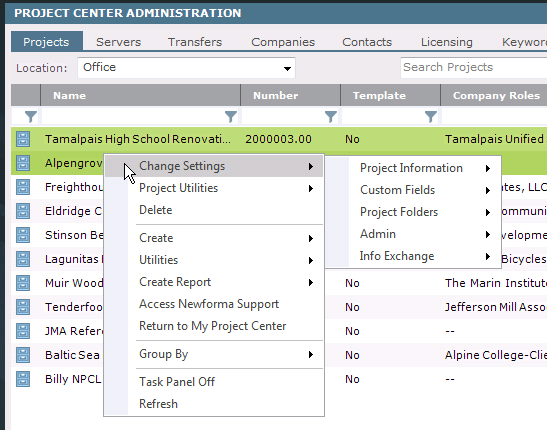 PROJECT CENTER ADMINISTRATION
Projects Servers Transfers Companies Contacts Licensing Keywor
Location: Office Search Projects
Name Number Template Company Roles
Tamalpais High School Renovati... 2000003.00 No Tamalpais Unified
Alpengrov
Freighthou ates, LLC
Eldridge C ommuni
Stinson Be velopme
Lagunitas Bicycles
Muir Wood No The Marin Institute
Tenderfoo No Jefferson Mill Asso
JMA Refere No --
Baltic Sea No Alpine College-Clie
Billy NPCL No --
Change Settings
Project Utilities
Delete
Create
Utilities
Create Report
Access Newforma Support
Return to My Project Center
Group By
Task Panel Off
Refresh
Project Information
Custom Fields
Project Folders
Admin
Info Exchange